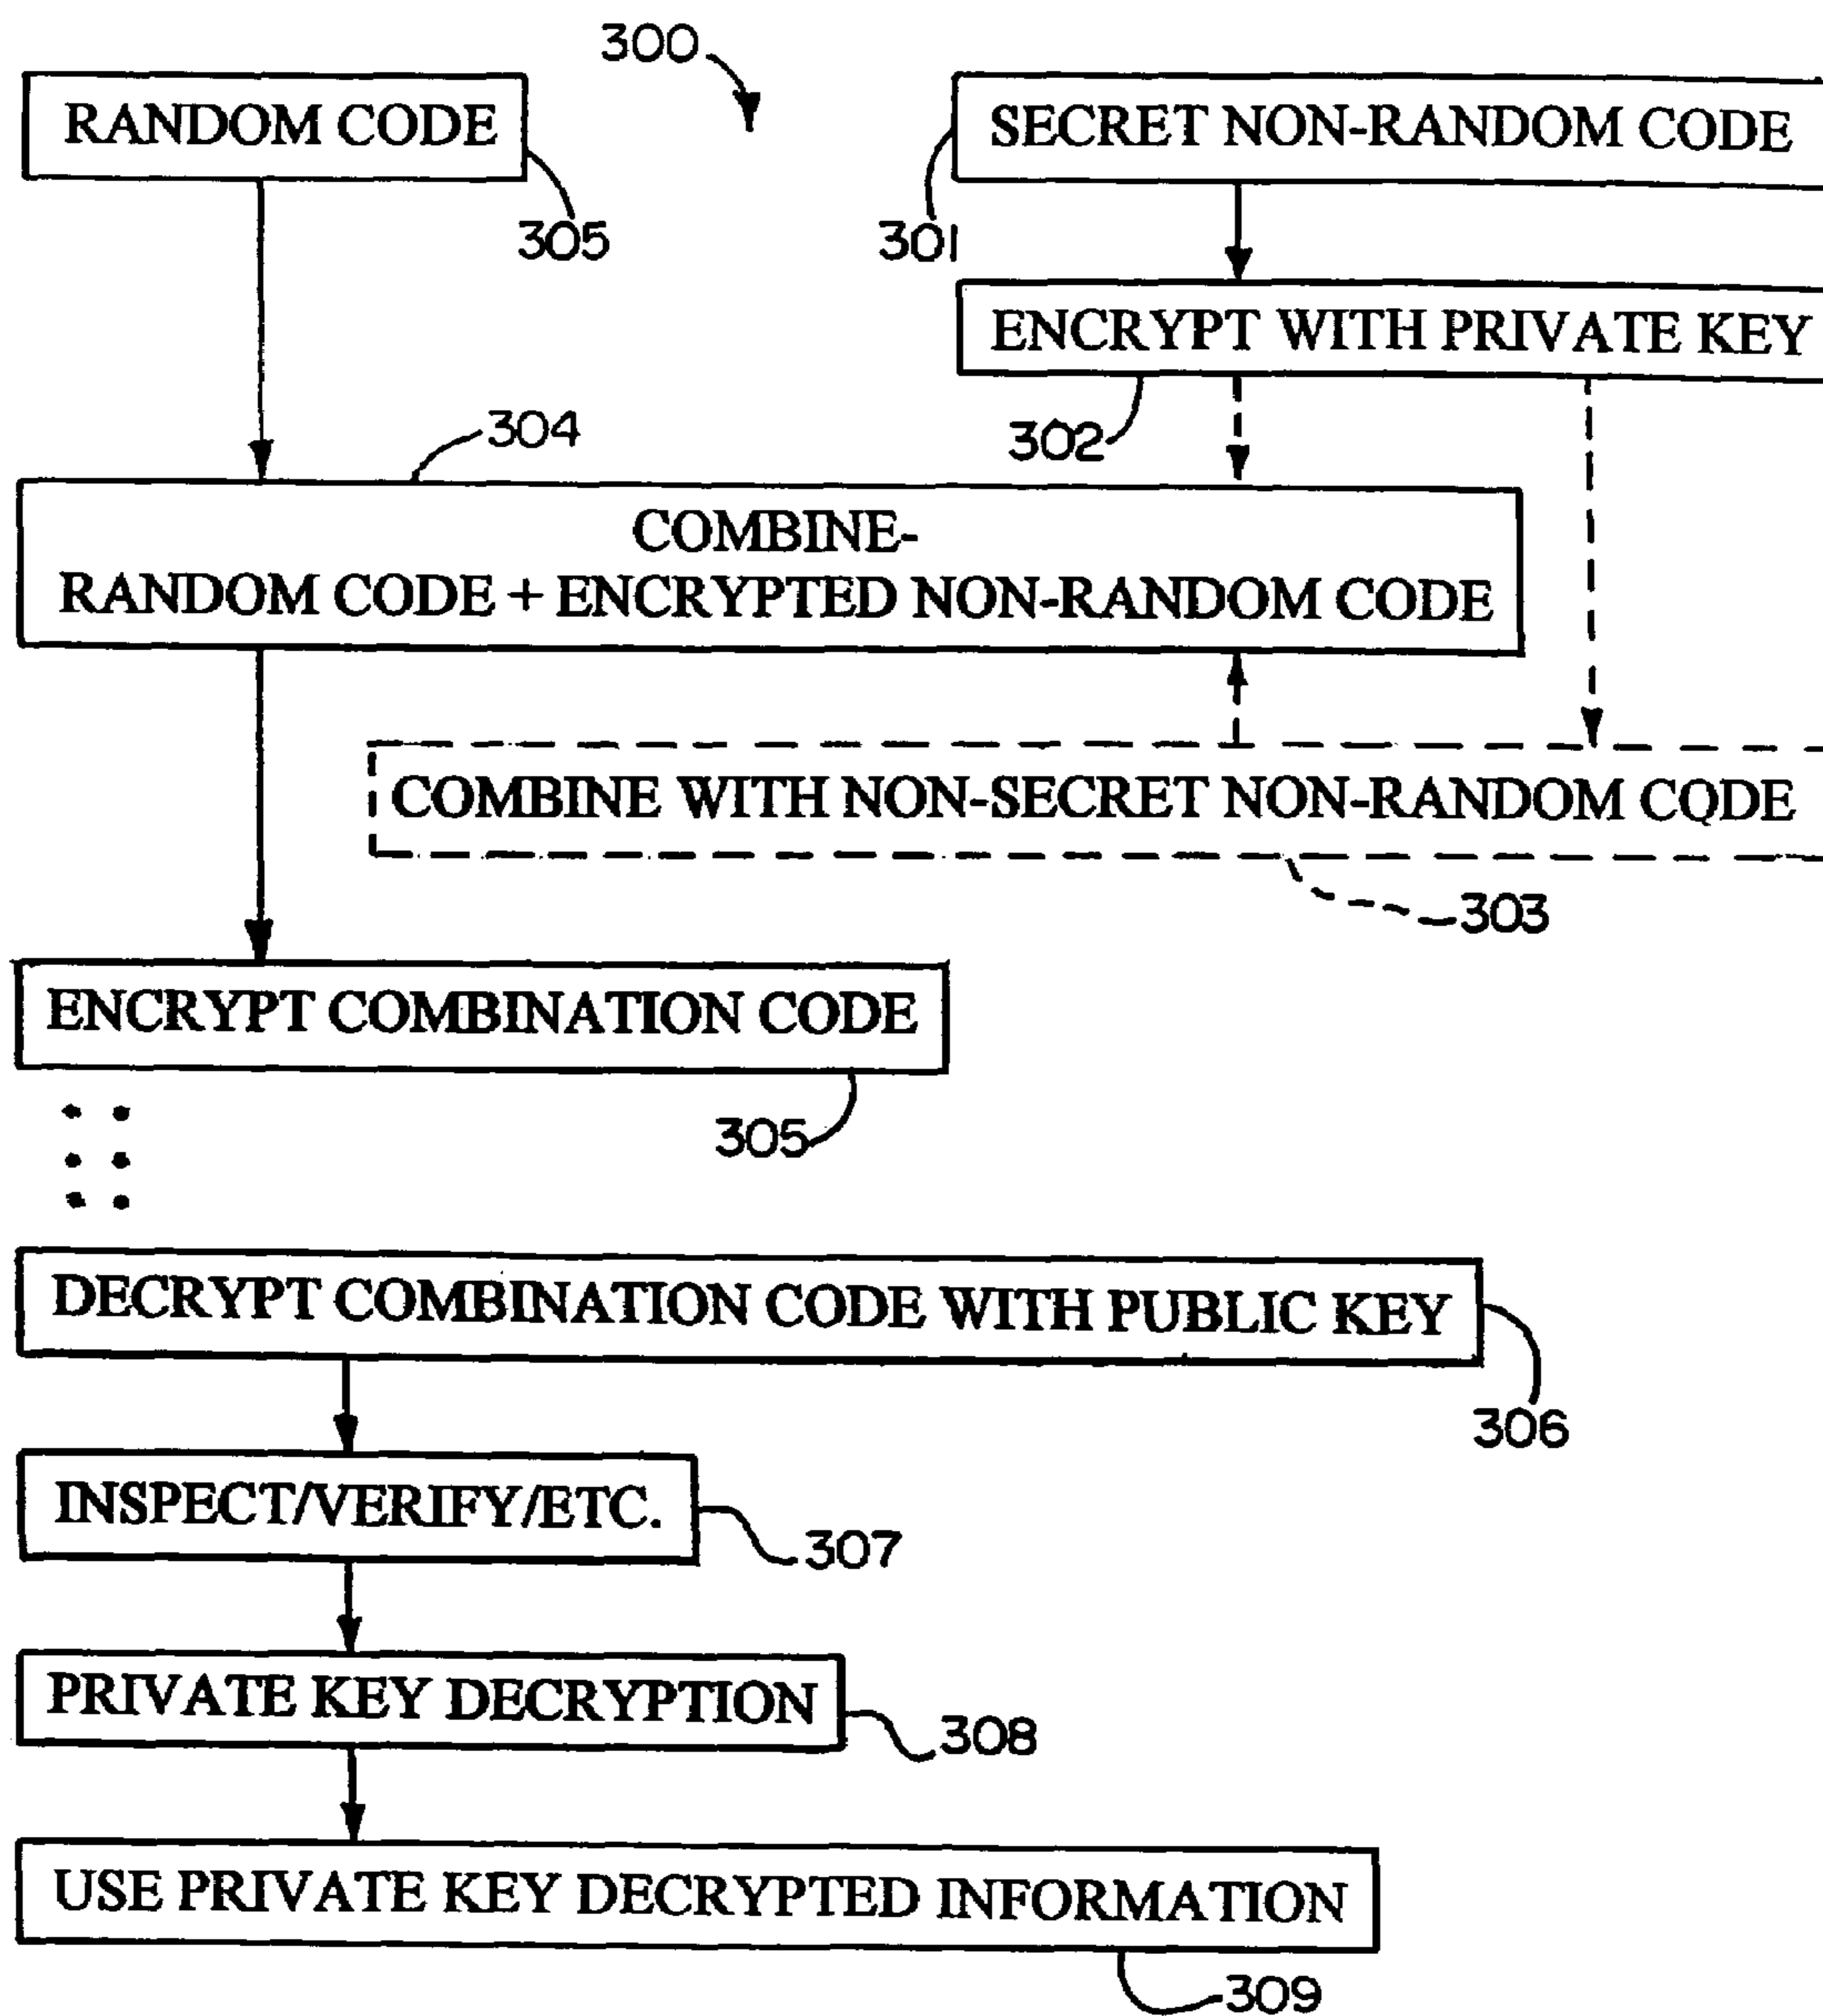 300
RANDOM CODE
SECRET NON-RANDOM CODE
305
301
ENCRYPT WITH PRIVATE KEY
304
302
COMBINE-
RANDOM CODE + ENCRYPTED NON-RANDOM CODE
COMBINE WITH NON-SECRET NON-RANDOM CODE
303
ENCRYPT COMBINATION CODE
305
DECRYPT COMBINATION CODE WITH PUBLIC KEY
306
INSPECT/VERIFY/ETC.
307
PRIVATE KEY DECRYPTION
308
USE PRIVATE KEY DECRYPTED INFORMATION
309